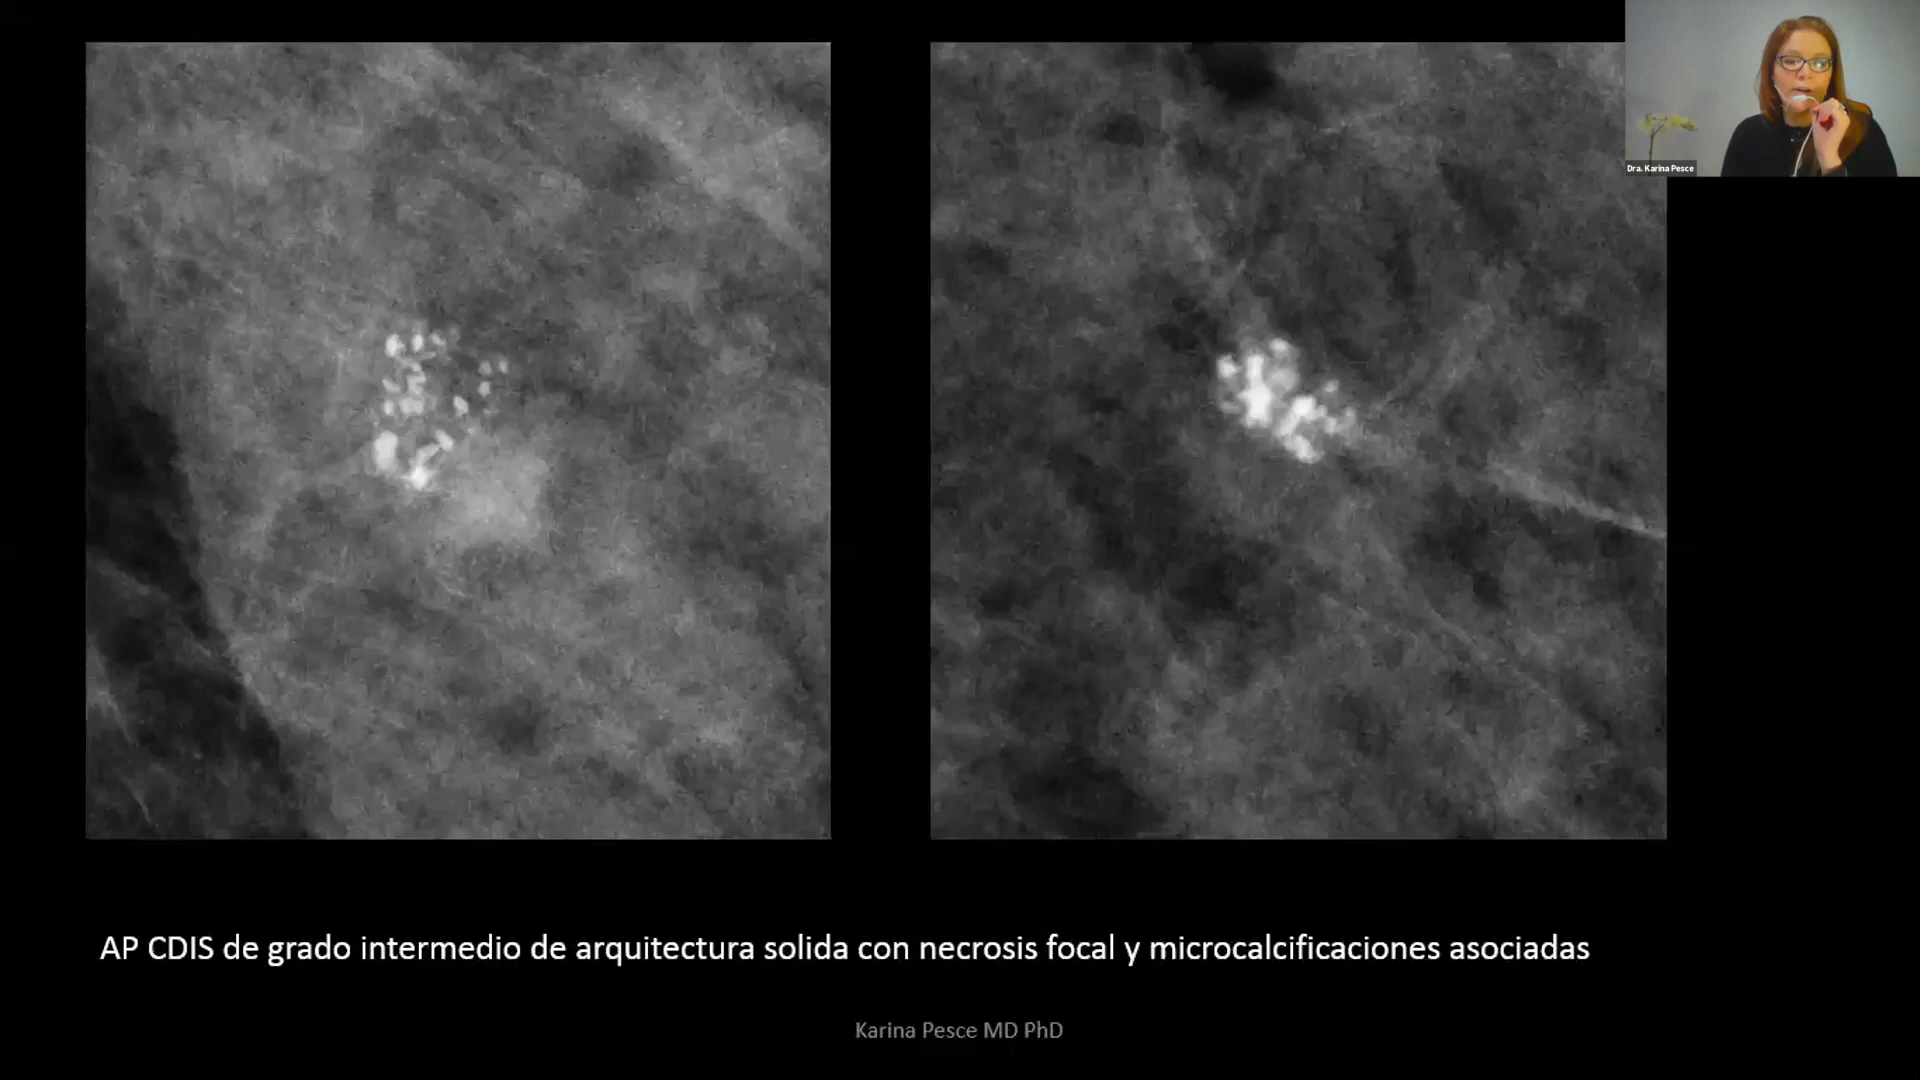 Dra. Karina Pesce
AP CDIS de grado intermedio de arquitectura solida con necrosis focal y microcalcificaciones asociadas
Karina Pesce MD PhD